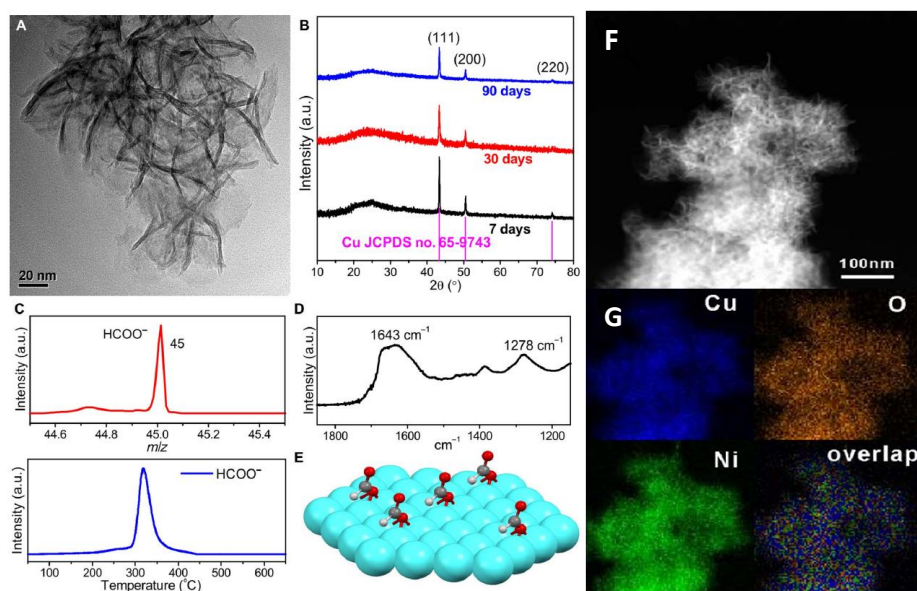 A
20 nm
B
(111)
(200)
(220)
90 days
30 days
7 days
Cu JCPDS no. 65-9743
Intensity (a.u.)
10 20 30 40 50 60 70 80
2θ (°)
C
HCOO⁻
45
Intensity (a.u.)
44.6 44.8 45.0 45.2 45.4
m/z
HCOO⁻
Intensity (a.u.)
100 200 300 400 500 600
Temperature (°C)
D
1643 cm⁻¹
1278 cm⁻¹
Intensity (a.u.)
1800 1600 1400 1200
cm⁻¹
E
F
100nm
G
Cu
O
Ni
overlap